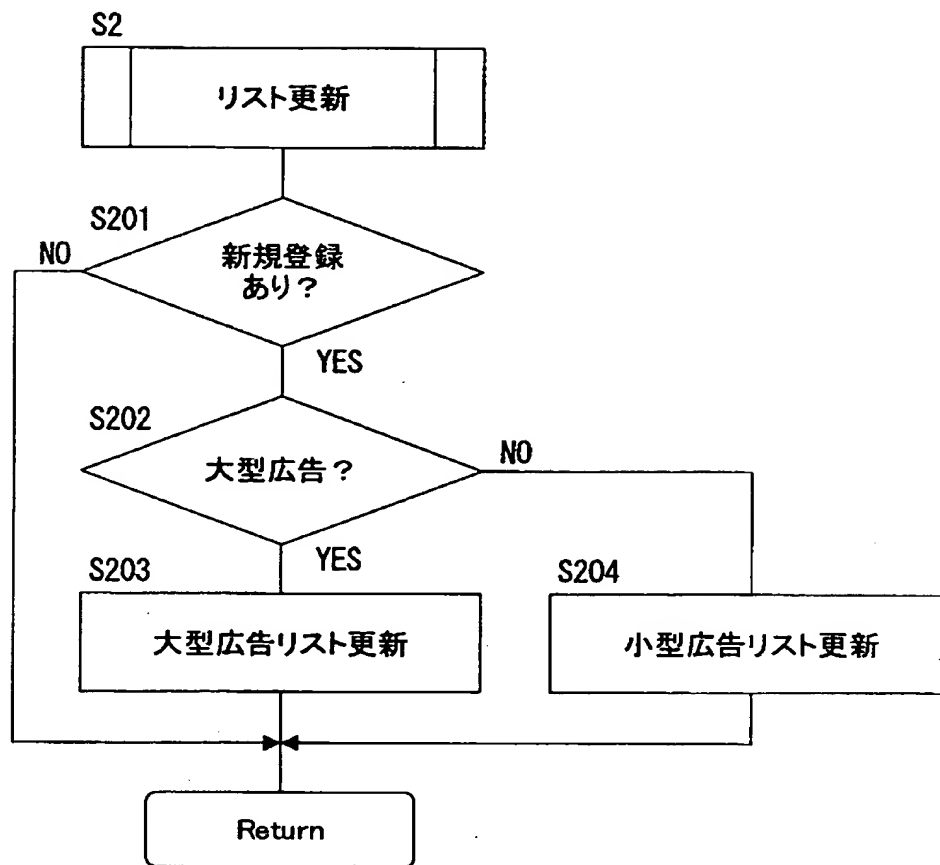 S2
リスト更新
S201
NO
新規登録
あり?
YES
S202
大型広告?
NO
YES
S203
大型広告リスト更新
S204
小型広告リスト更新
Return